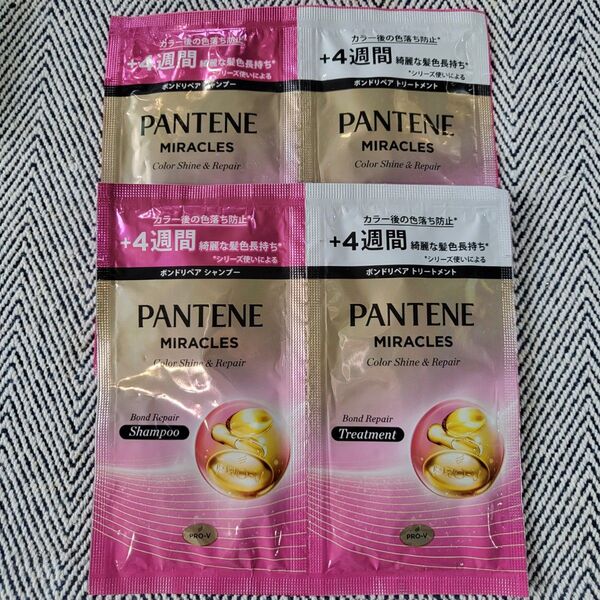 カラー後の色落ち防止*
+4週間 綺麗な髪色長持ち*
*シリーズ使いによる
ボンドリペア シャンプー
PANTENE
MIRACLES
Color Shine & Repair
カラー後の色落ち防止*
+4週間 綺麗な髪色長持ち*
*シリーズ使いによる
ボンドリペア トリートメント
PANTENE
MIRACLES
Color Shine & Repair
カラー後の色落ち防止*
+4週間 綺麗な髪色長持ち*
*シリーズ使いによる
ボンドリペア シャンプー
PANTENE
MIRACLES
Color Shine & Repair
Bond Repair
Shampoo
PRO-V
カラー後の色落ち防止*
+4週間 綺麗な髪色長持ち*
*シリーズ使いによる
ボンドリペア トリートメント
PANTENE
MIRACLES
Color Shine & Repair
Bond Repair
Treatment
PRO-V